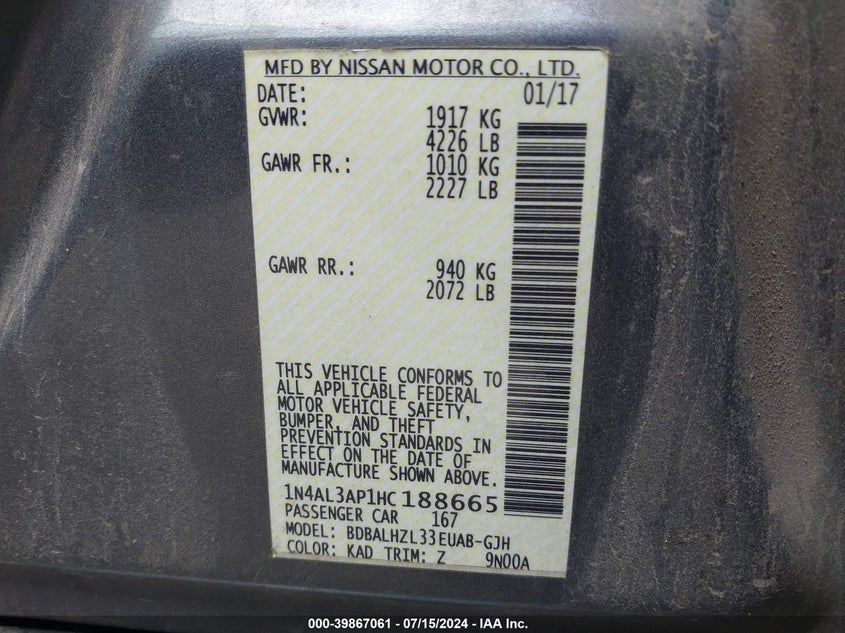 MFD BY NISSAN MOTOR CO., LTD.
DATE: 01/17
GVWR: 1917 KG
4226 LB
GAWR FR.: 1010 KG
2227 LB
GAWR RR.: 940 KG
2072 LB
THIS VEHICLE CONFORMS TO
ALL APPLICABLE FEDERAL
MOTOR VEHICLE SAFETY,
BUMPER, AND THEFT
PREVENTION STANDARDS IN
EFFECT ON THE DATE OF
MANUFACTURE SHOWN ABOVE.
1N4AL3AP1HC188665
PASSENGER CAR 167
MODEL: BDBALHZL33EUAB-GJH
COLOR: KAD TRIM: Z 9N00A
000-39867061 - 07/15/2024 - IAA Inc.